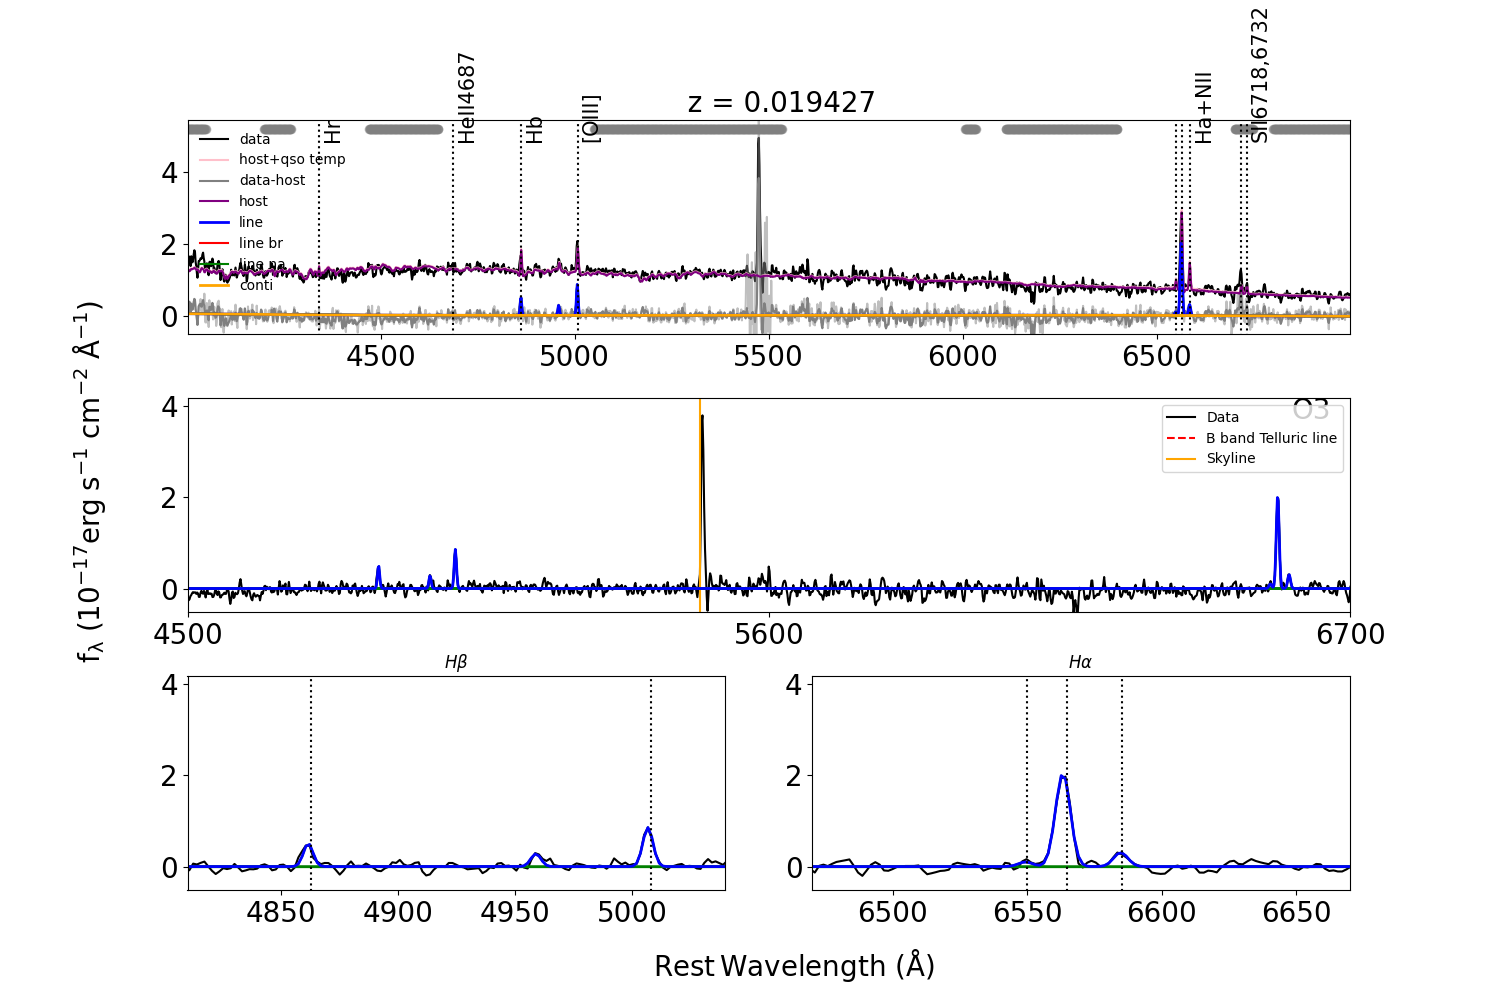 z = 0.019427
Hr
HeII4687
Hb
[OIII]
Ha+NII
SII6718,6732
data
host+qso temp
data-host
host
line
line br
line na
conti
4
2
0
4500 5000 5500 6000 6500
fλ (10−17erg s−1 cm−2 Å−1)
O3
Data
B band Telluric line
Skyline
4
2
0
4500 5600 6700
Hβ
4
2
0
4850 4900 4950 5000
Hα
4
2
0
6500 6550 6600 6650
Rest Wavelength (Å)